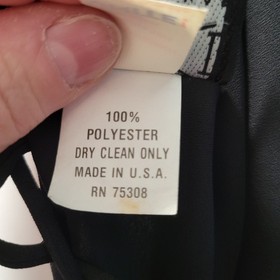 100%
POLYESTER
DRY CLEAN ONLY
MADE IN U.S.A.
RN 75308